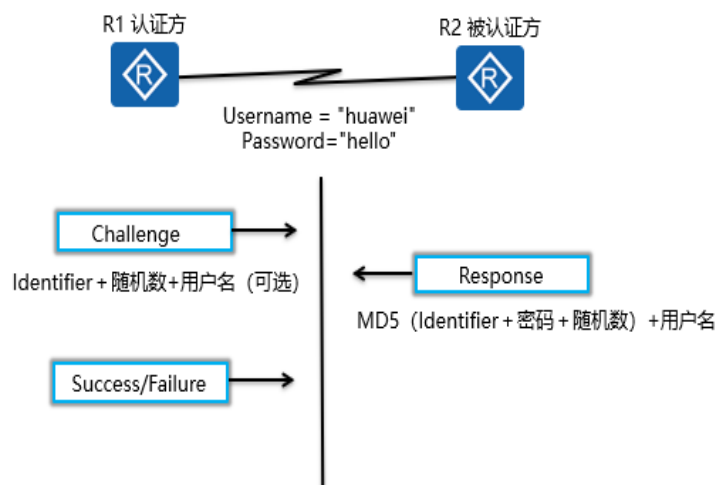 R1 认证方
R2 被认证方
R
R
Username = "huawei"
Password="hello"
Challenge
Identifier + 随机数+用户名（可选）
Response
MD5（Identifier + 密码 + 随机数）+用户名
Success/Failure